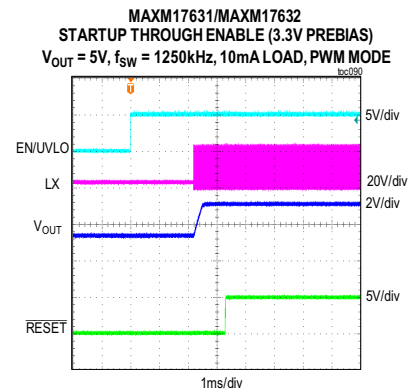 MAXM17631/MAXM17632
STARTUP THROUGH ENABLE (3.3V PREBIAS)
VOUT = 5V, fSW = 1250kHz, 10mA LOAD, PWM MODE
toc090
T
5V/div
EN/UVLO
LX
20V/div
2V/div
VOUT
5V/div
RESET
1ms/div